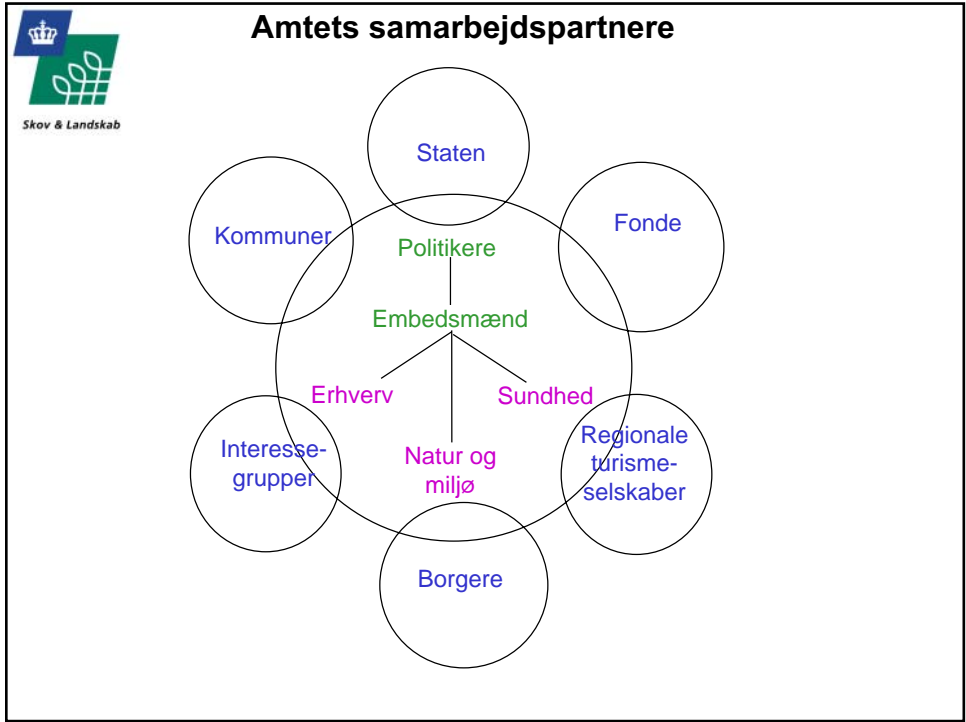 Amtets samarbejdspartnere
Skov & Landskab
Staten
Kommuner
Fonde
Politikere
Embedsmænd
Erhverv
Sundhed
Natur og
miljø
Interesse-
grupper
Regionale
turisme-
selskaber
Borgere